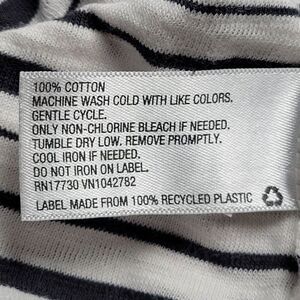 100% COTTON
MACHINE WASH COLD WITH LIKE COLORS.
GENTLE CYCLE.
ONLY NON-CHLORINE BLEACH IF NEEDED.
TUMBLE DRY LOW. REMOVE PROMPTLY.
COOL IRON IF NEEDED.
DO NOT IRON ON LABEL.
RN17730 VN1042782
LABEL MADE FROM 100% RECYCLED PLASTIC